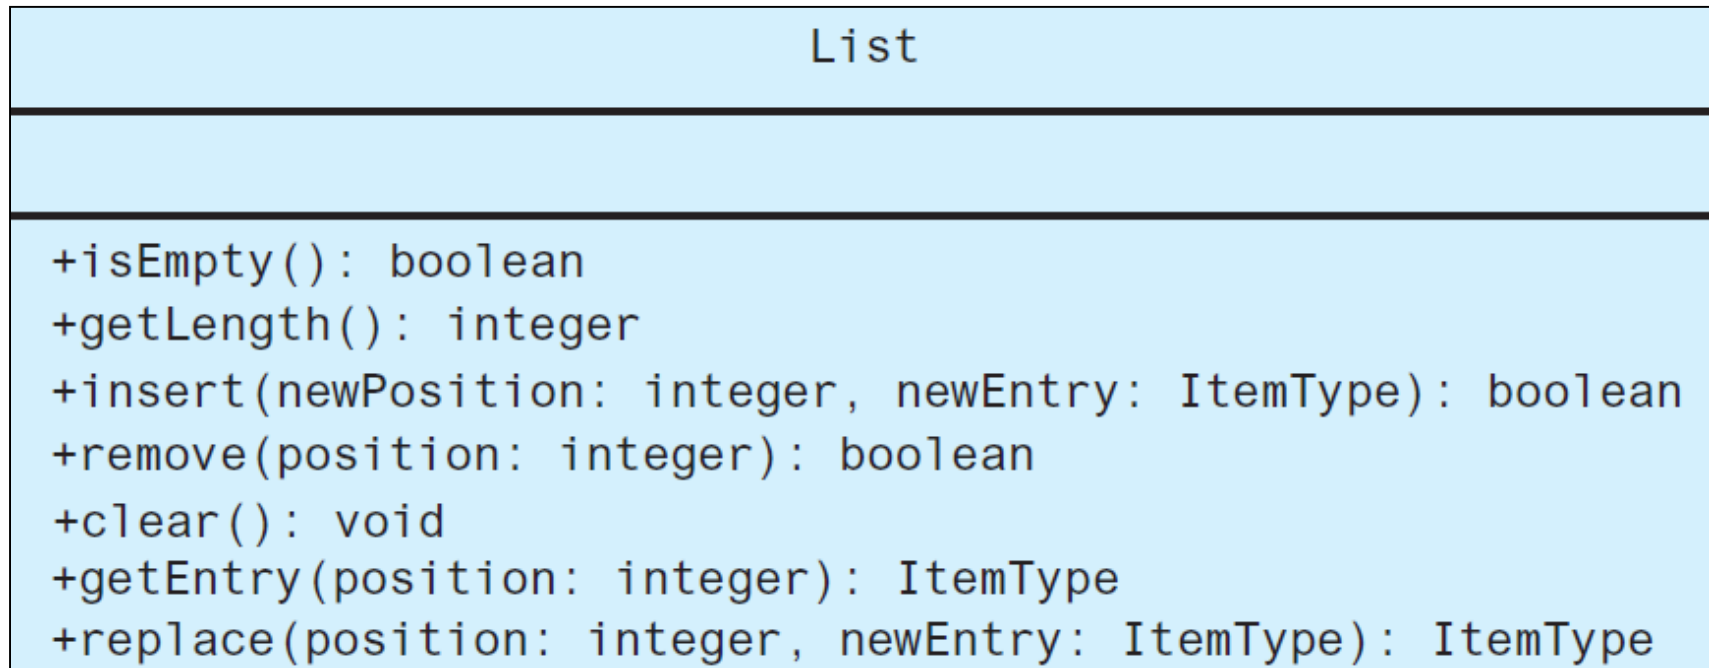 List
+isEmpty(): boolean
+getLength(): integer
+insert(newPosition: integer, newEntry: ItemType): boolean
+remove(position: integer): boolean
+clear(): void
+getEntry(position: integer): ItemType
+replace(position: integer, newEntry: ItemType): ItemType